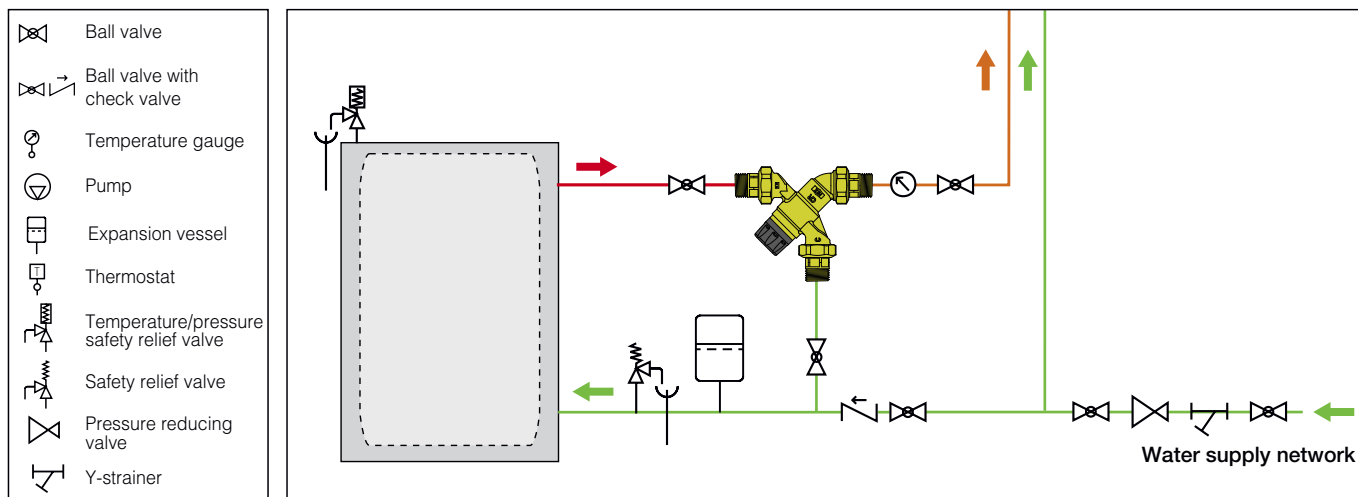 Ball valve
Ball valve with
check valve
Temperature gauge
Pump
Expansion vessel
T
Thermostat
Temperature/pressure
safety relief valve
Safety relief valve
Pressure reducing
valve
Y-strainer
Water supply network